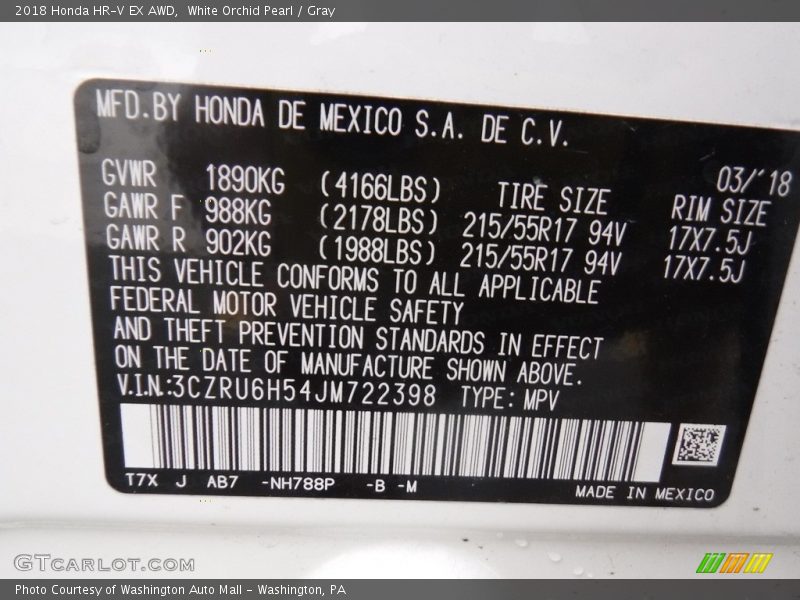 2018 Honda HR-V EX AWD, White Orchid Pearl / Gray
MFD.BY HONDA DE MEXICO S.A. DE C.V.
03/'18
GVWR 1890KG (4166LBS) TIRE SIZE RIM SIZE
GAWR F 988KG (2178LBS) 215/55R17 94V 17X7.5J
GAWR R 902KG (1988LBS) 215/55R17 94V 17X7.5J
THIS VEHICLE CONFORMS TO ALL APPLICABLE
FEDERAL MOTOR VEHICLE SAFETY
AND THEFT PREVENTION STANDARDS IN EFFECT
ON THE DATE OF MANUFACTURE SHOWN ABOVE.
V.I.N.:3CZRU6H54JM722398 TYPE: MPV
T7X J AB7 -NH788P -B -M
MADE IN MEXICO
GTCARLOT.COM
Photo Courtesy of Washington Auto Mall - Washington, PA